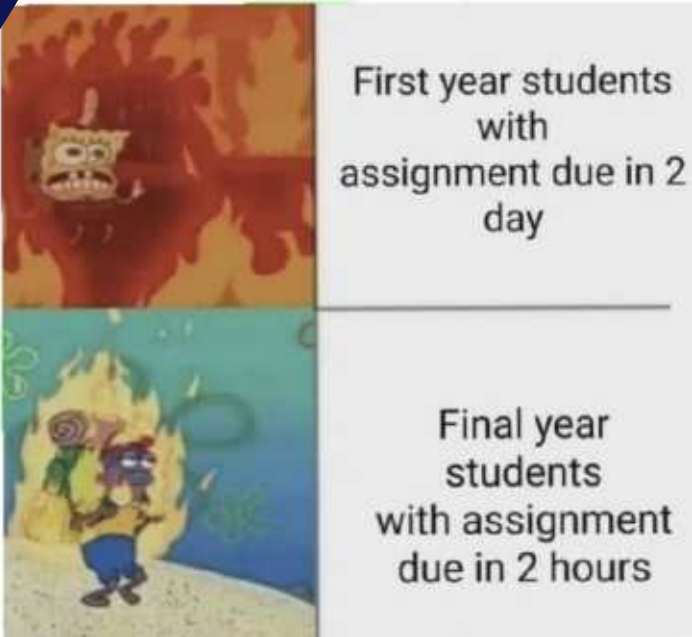 First year students
with
assignment due in 2
day
Final year
students
with assignment
due in 2 hours